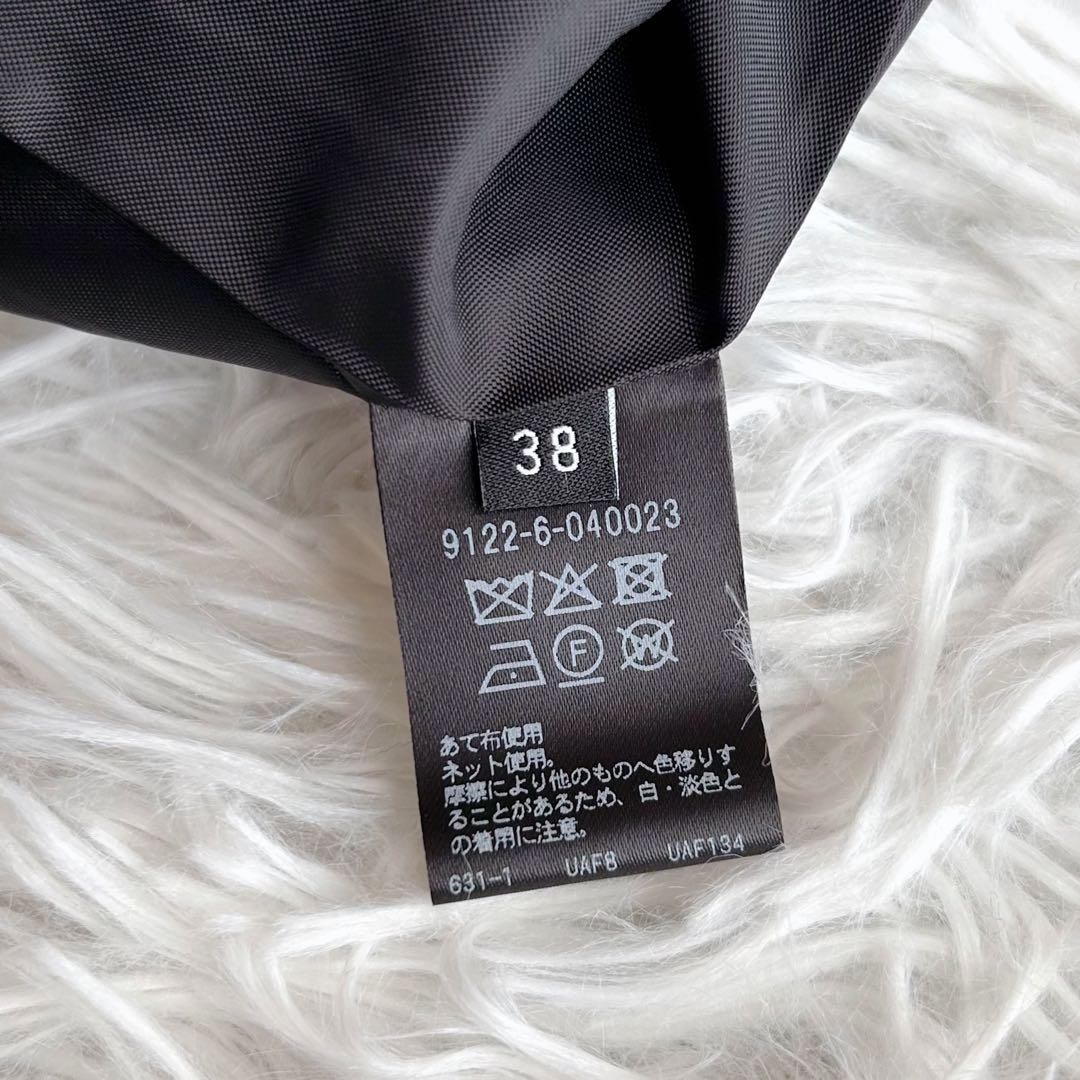 38
9122-6-040023
F W
あて布使用
ネット使用。
摩擦により他のものへ色移りす
ることがあるため、白・淡色と
の着用に注意。
631-1 UAF8 UAF134